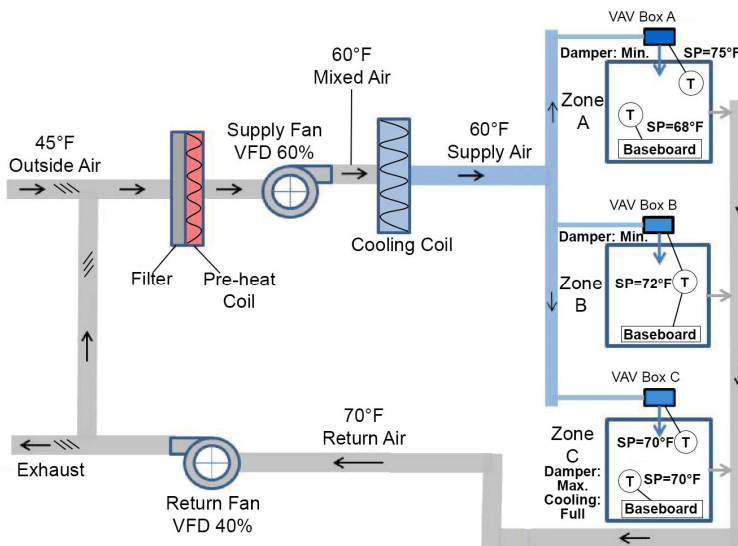 VAV Box A
60°F
Mixed Air
Damper: Min.
SP=75°F
T
Zone
A
T
SP=68°F
Baseboard
45°F
Outside Air
Supply Fan
VFD 60%
60°F
Supply Air
Cooling Coil
Filter
Pre-heat
Coil
VAV Box B
Damper: Min.
SP=72°F
T
Zone
B
Baseboard
VAV Box C
Zone
C
Damper:
Max.
Cooling:
Full
SP=70°F
T
T
SP=70°F
Baseboard
70°F
Return Air
Exhaust
Return Fan
VFD 40%